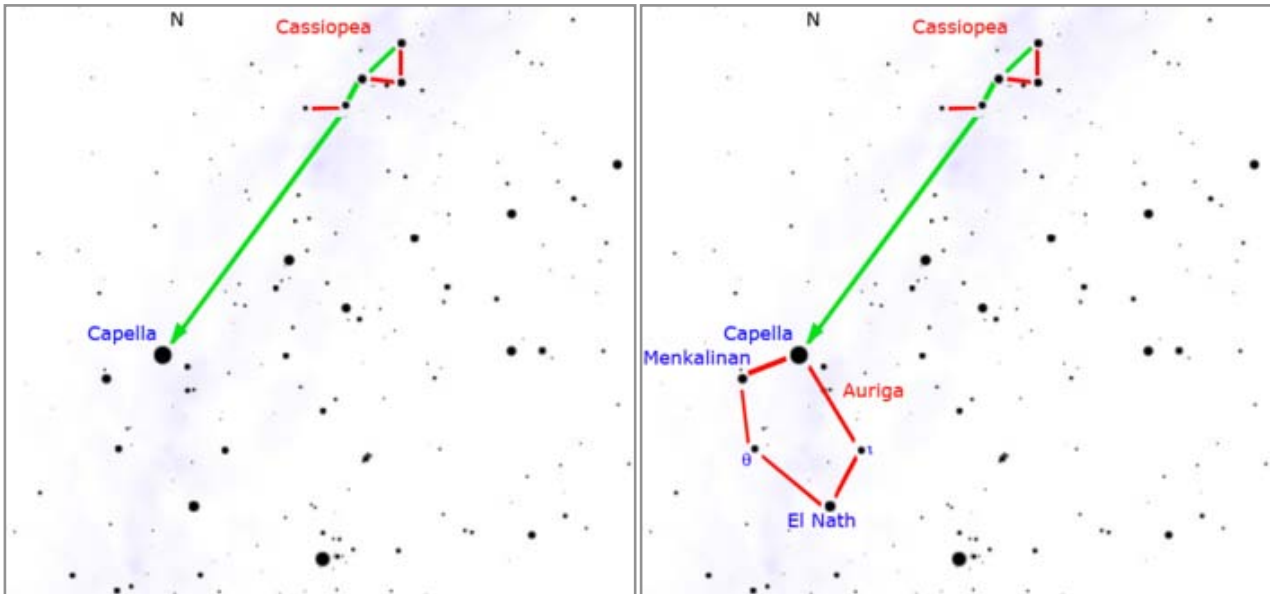 N
Cassiopea
Capella
N
Cassiopea
Capella
Menkalinan
Auriga
θ
ι
El Nath